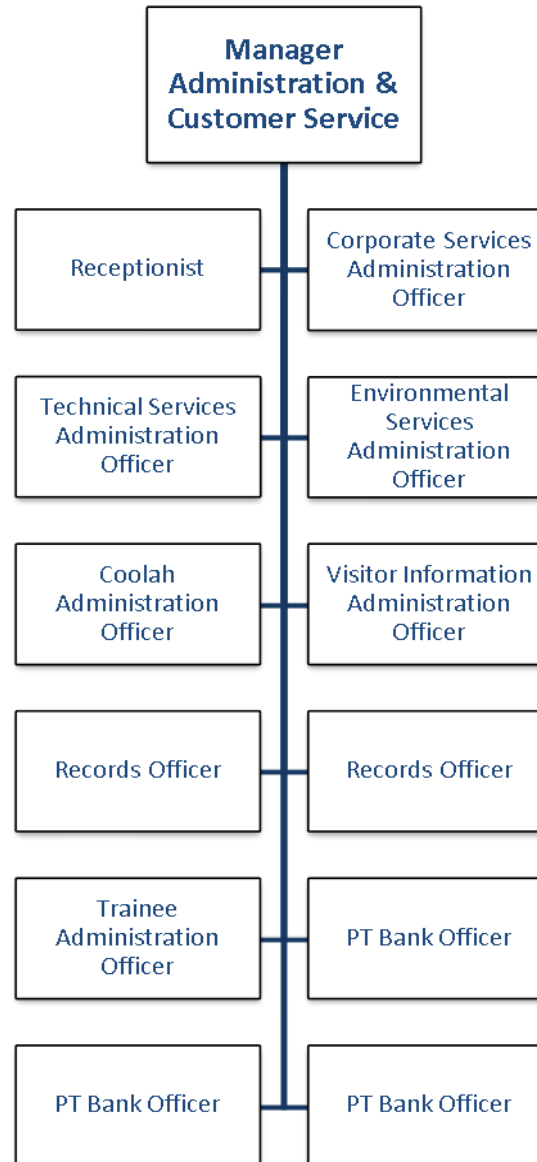 Manager
Administration &
Customer Service
Receptionist
Corporate Services
Administration
Officer
Technical Services
Administration
Officer
Environmental
Services
Administration
Officer
Coolah
Administration
Officer
Visitor Information
Administration
Officer
Records Officer
Records Officer
Trainee
Administration
Officer
PT Bank Officer
PT Bank Officer
PT Bank Officer